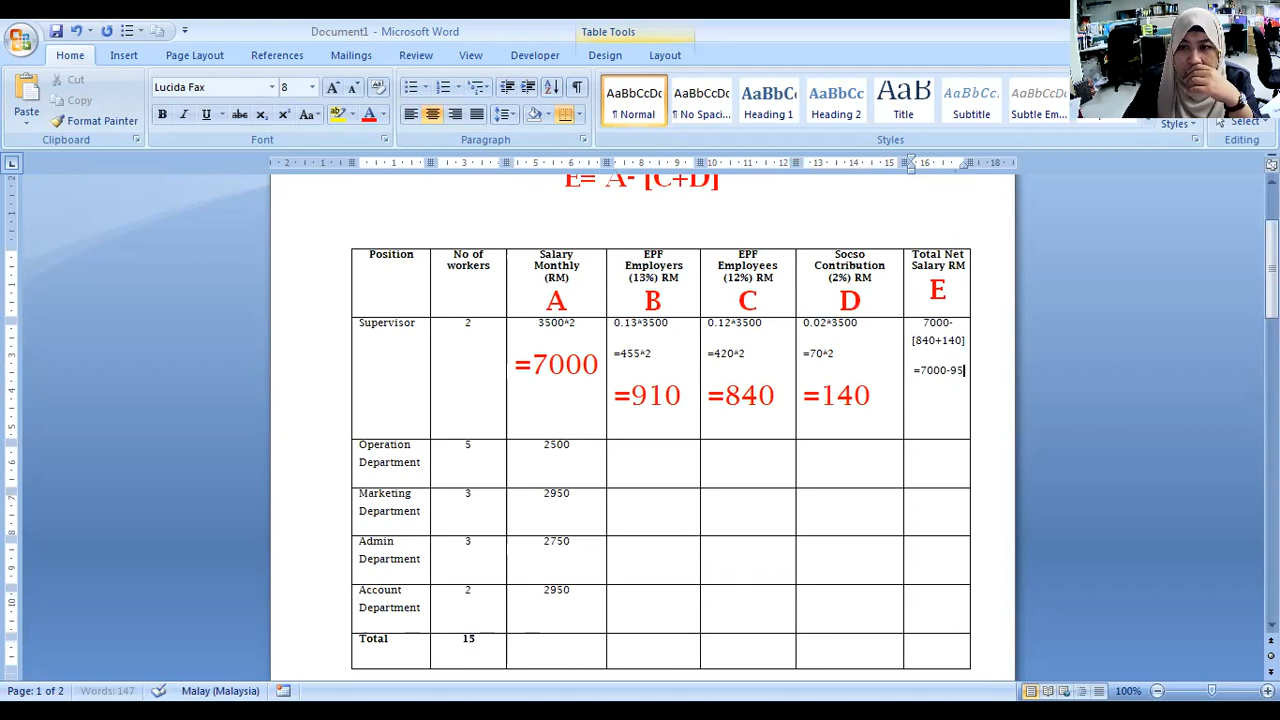 Document1 - Microsoft Word
Table Tools
Home
Insert
Page Layout
References
Mailings
Review
View
Developer
Design
Layout
Paste
Cut
Copy
Format Painter
Clipboard
Lucida Fax
8
Font
Paragraph
AaBbCcDc
¶ Normal
AaBbCcDc
¶ No Spaci...
AaBbCc
Heading 1
AaBbCc
Heading 2
AaB
Title
AaBbCcL
Subtitle
AaBbCcDc
Subtle Em...
Styles
Styles
Select
Editing
E= A- [C+D]
Position
No of workers
Salary Monthly (RM)
A
EPF Employers (13%) RM
B
EPF Employees (12%) RM
C
Socso Contribution (2%) RM
D
Total Net Salary RM
E
Supervisor
2
3500*2
=7000
0.13*3500
=455*2
=910
0.12*3500
=420*2
=840
0.02*3500
=70*2
=140
7000-
[840+140]
=7000-95
Operation
Department
5
2500
Marketing
Department
3
2950
Admin
Department
3
2750
Account
Department
2
2950
Total
15
Page: 1 of 2
Words: 147
Malay (Malaysia)
100%